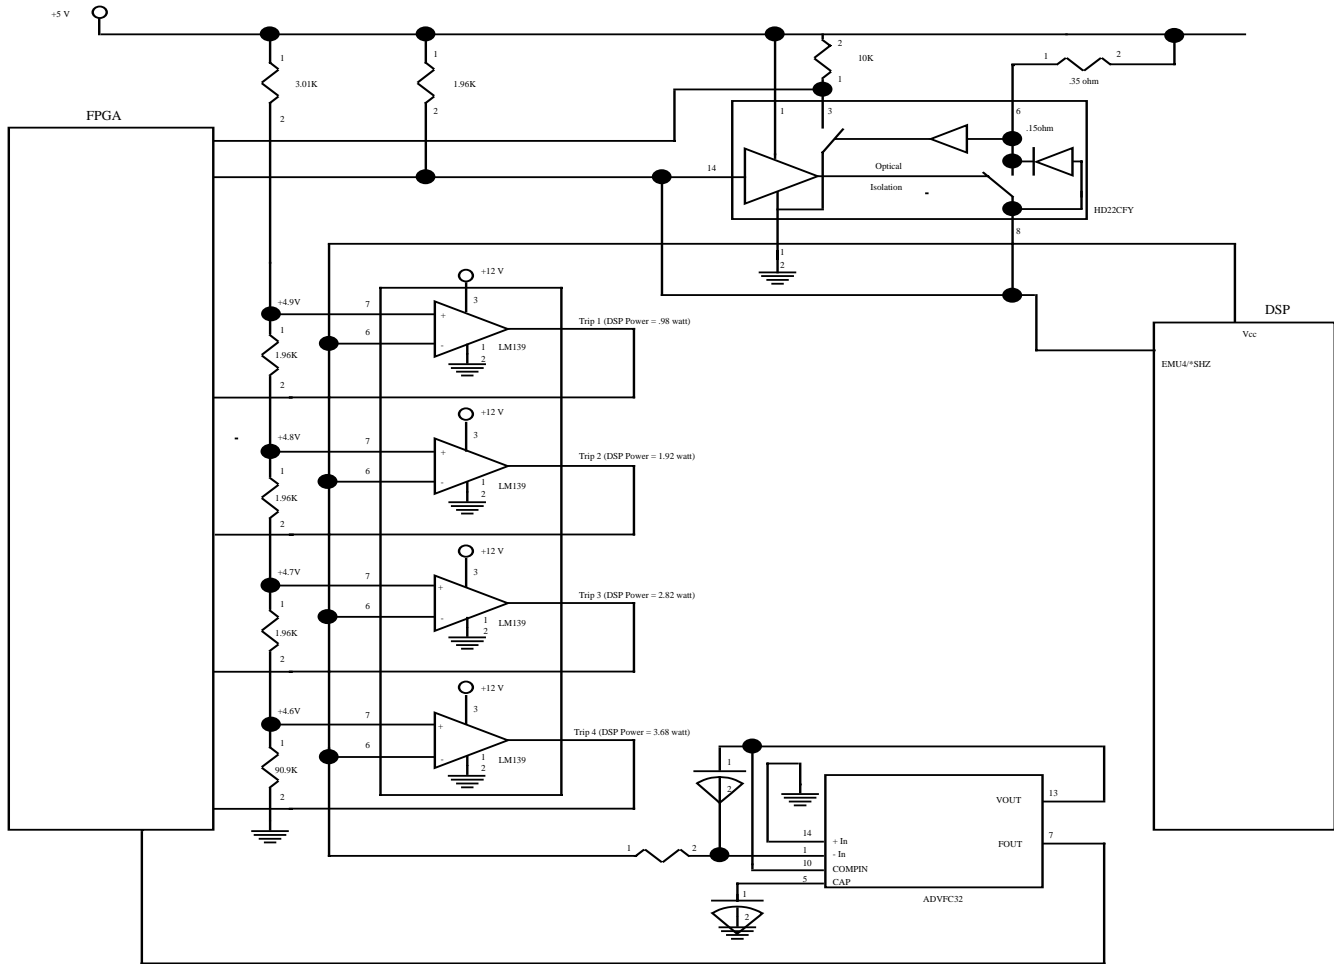 +5 V
1
3.01K
2
1
1.96K
2
2
10K
1
1
2
.35 ohm
FPGA
1
3
6
.15ohm
14
Optical
Isolation
-
HD22CFY
8
1
2
+12 V
3
+4.9V
7
+
6
-
1
2
LM139
Trip 1 (DSP Power = .98 watt)
1
1.96K
2
DSP
Vcc
EMU4/*SHZ
+12 V
3
-
+4.8V
7
+
6
-
1
2
LM139
Trip 2 (DSP Power = 1.92 watt)
1
1.96K
2
+12 V
3
+4.7V
7
+
6
-
1
2
LM139
Trip 3 (DSP Power = 2.82 watt)
1
1.96K
2
+12 V
3
+4.6V
7
+
6
-
1
2
LM139
Trip 4 (DSP Power = 3.68 watt)
1
90.9K
2
1
2
VOUT
13
FOUT
7
14
+ In
1
- In
10
COMPIN
5
CAP
1
2
1
2
ADVFC32